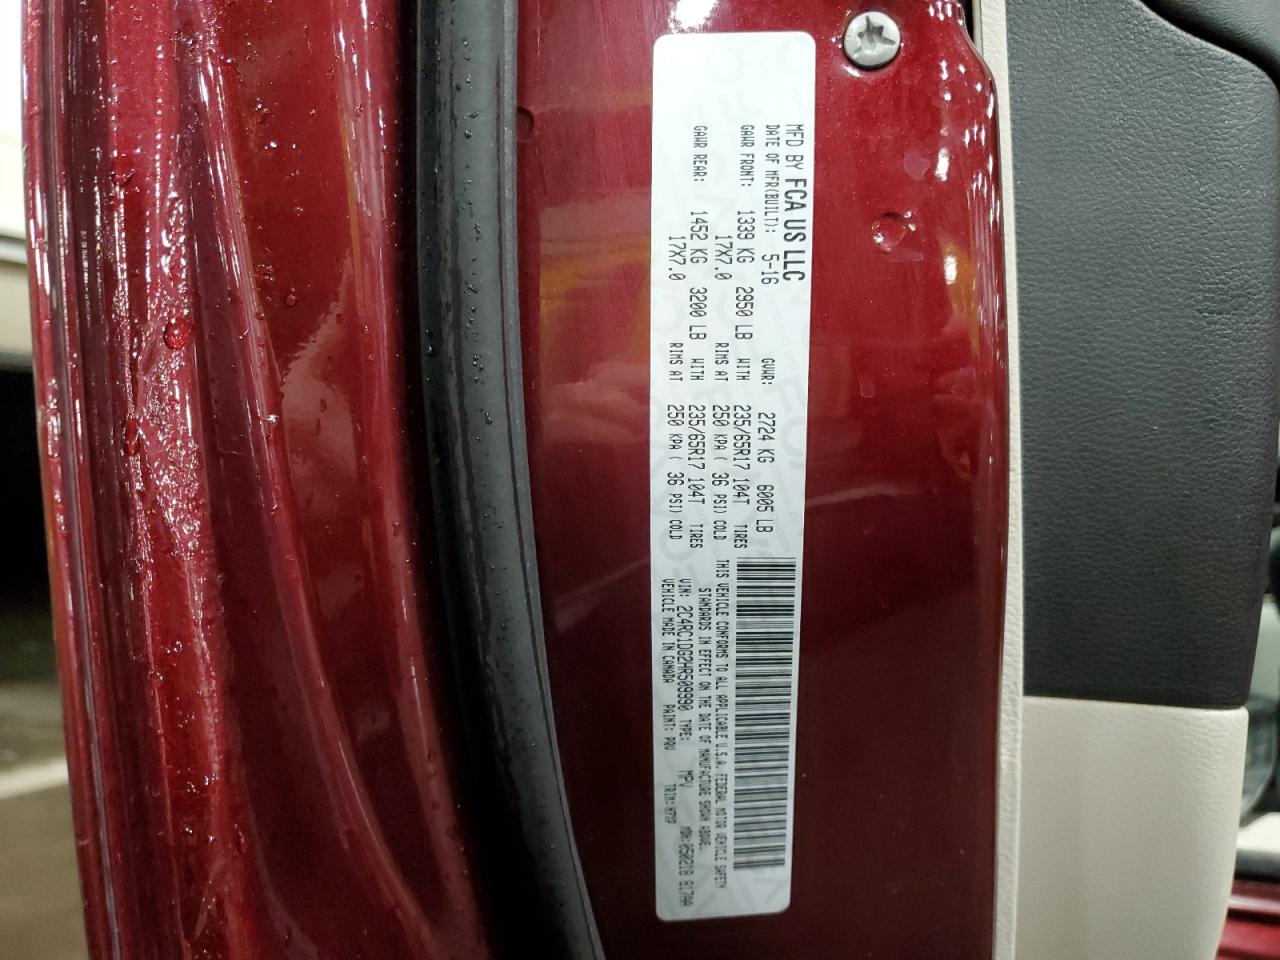 MFD BY FCA US LLC
DATE OF MFR(BUILT): 5-16 GVWR: 2724 KG 6005 LB
GAWR FRONT: 1339 KG 2950 LB WITH 235/65R17 104T TIRES
17X7.0 RIMS AT 250 KPA ( 36 PSI) COLD
GAWR REAR: 1452 KG 3200 LB WITH 235/65R17 104T TIRES
17X7.0 RIMS AT 250 KPA ( 36 PSI) COLD
THIS VEHICLE CONFORMS TO ALL APPLICABLE U.S.A. FEDERAL MOTOR VEHICLE SAFETY
STANDARDS IN EFFECT ON THE DATE OF MANUFACTURE SHOWN ABOVE.
VIN: 2C4RC1DG2HR509990 TYPE: MPV MDH:050218 817AA
VEHICLE MADE IN CANADA PAINT: PRV TRIM: